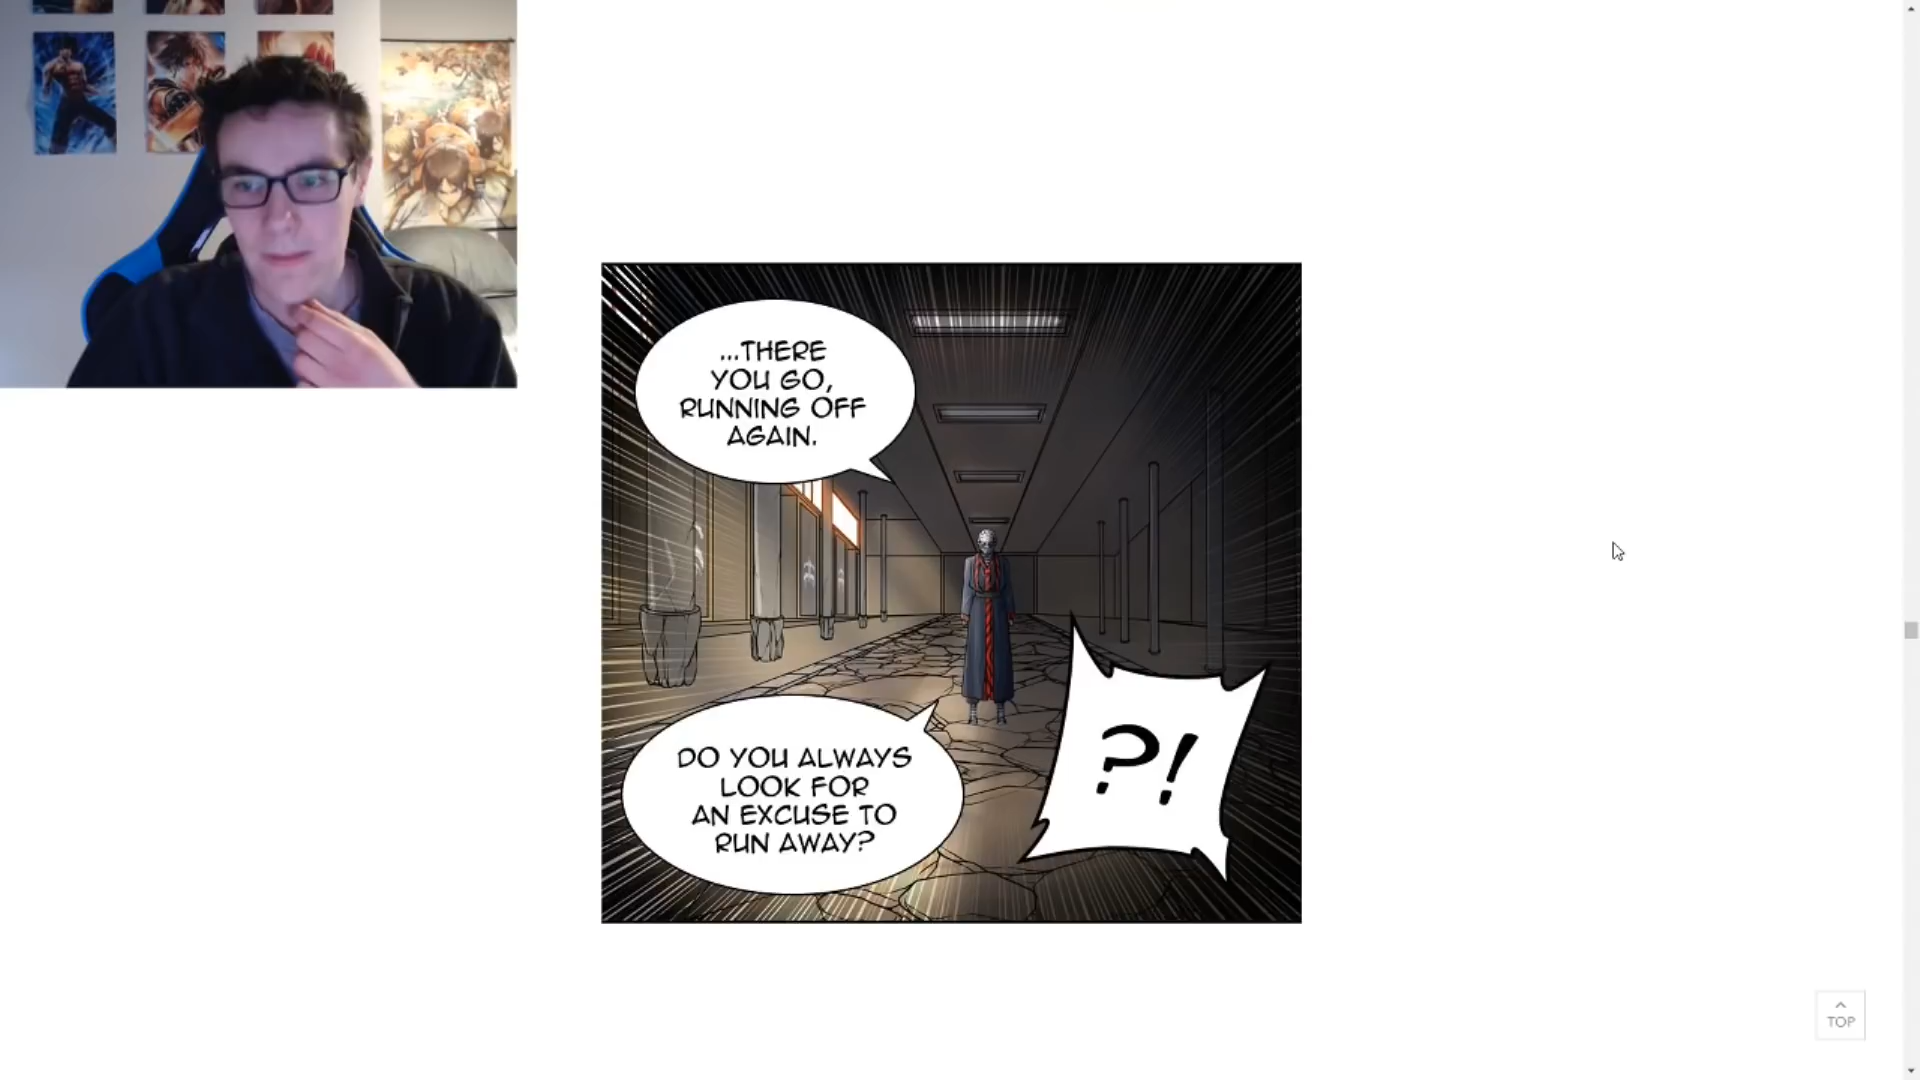 ...THERE
YOU GO,
RUNNING OFF
AGAIN.
DO YOU ALWAYS
LOOK FOR
AN EXCUSE TO
RUN AWAY?
?!
TOP